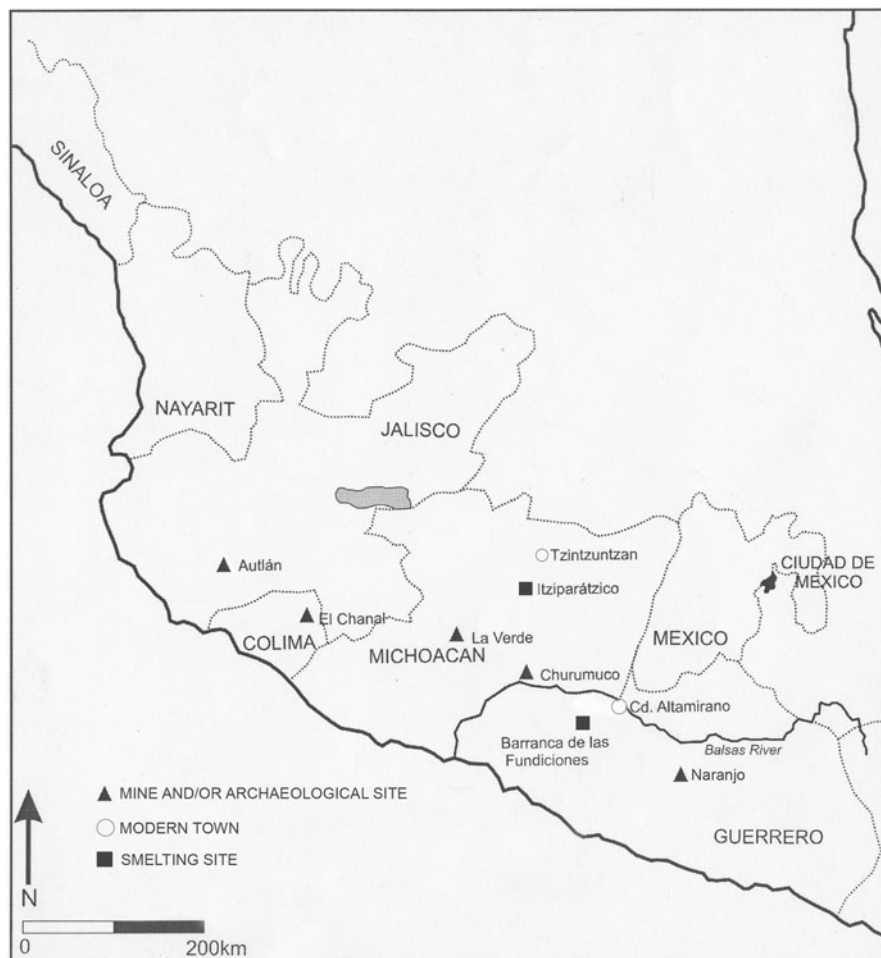 SINALOA
NAYARIT
JALISCO
Autlán
El Chanal
COLIMA
Tzintzuntzan
Itziparátzico
La Verde
MICHOACAN
Churumuco
CIUDAD DE
MEXICO
MEXICO
Cd. Altamirano
Barranca de las
Fundiciones
Balsas River
Naranjo
GUERRERO
MINE AND/OR ARCHAEOLOGICAL SITE
MODERN TOWN
SMELTING SITE
N
0 200km